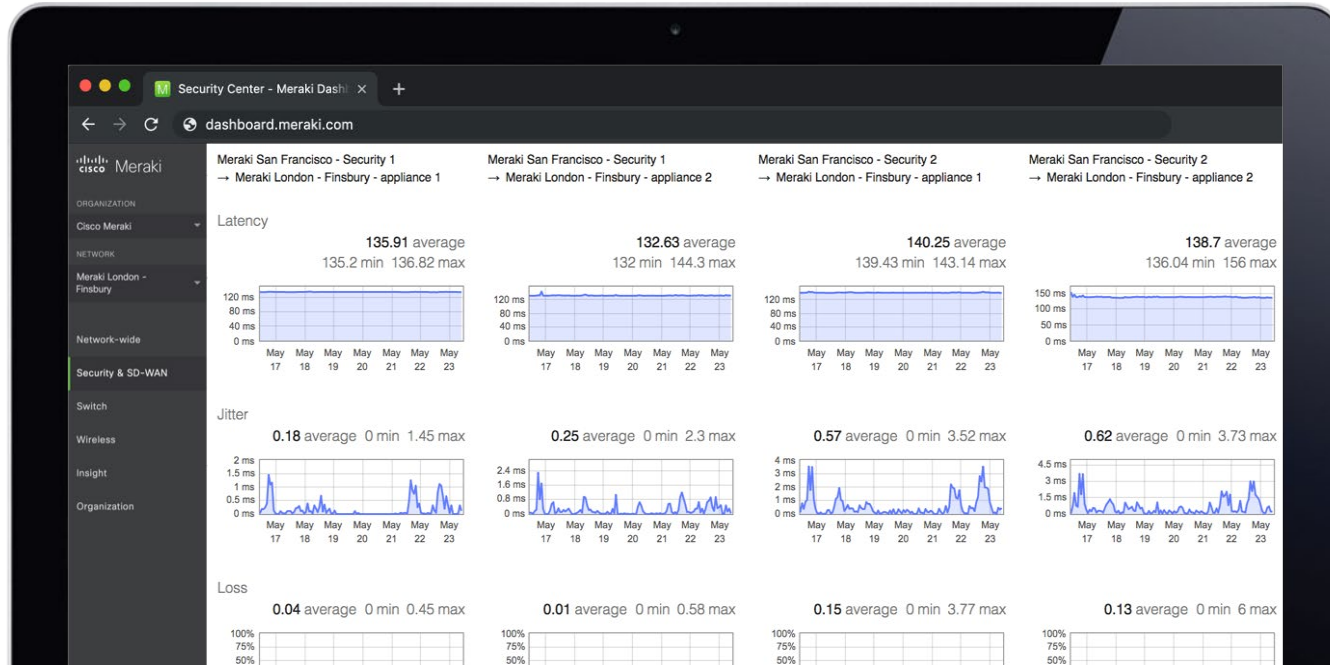 M Security Center - Meraki Dash
dashboard.meraki.com
cisco Meraki
ORGANIZATION
Cisco Meraki
NETWORK
Meraki London -
Finsbury
Network-wide
Security & SD-WAN
Switch
Wireless
Insight
Organization
Meraki San Francisco - Security 1
→ Meraki London - Finsbury - appliance 1
Meraki San Francisco - Security 1
→ Meraki London - Finsbury - appliance 2
Meraki San Francisco - Security 2
→ Meraki London - Finsbury - appliance 1
Meraki San Francisco - Security 2
→ Meraki London - Finsbury - appliance 2
Latency
135.91 average
135.2 min 136.82 max
120 ms
80 ms
40 ms
0 ms
May May May May May May May
17 18 19 20 21 22 23
132.63 average
132 min 144.3 max
120 ms
80 ms
40 ms
0 ms
May May May May May May May
17 18 19 20 21 22 23
140.25 average
139.43 min 143.14 max
120 ms
80 ms
40 ms
0 ms
May May May May May May May
17 18 19 20 21 22 23
138.7 average
136.04 min 156 max
150 ms
100 ms
50 ms
0 ms
May May May May May May May
17 18 19 20 21 22 23
Jitter
0.18 average 0 min 1.45 max
2 ms
1.5 ms
1 ms
0.5 ms
0 ms
May May May May May May May
17 18 19 20 21 22 23
0.25 average 0 min 2.3 max
2.4 ms
1.6 ms
0.8 ms
0 ms
May May May May May May May
17 18 19 20 21 22 23
0.57 average 0 min 3.52 max
4 ms
3 ms
2 ms
1 ms
0 ms
May May May May May May May
17 18 19 20 21 22 23
0.62 average 0 min 3.73 max
4.5 ms
3 ms
1.5 ms
0 ms
May May May May May May May
17 18 19 20 21 22 23
Loss
0.04 average 0 min 0.45 max
100%
75%
50%
0.01 average 0 min 0.58 max
100%
75%
50%
0.15 average 0 min 3.77 max
100%
75%
50%
0.13 average 0 min 6 max
100%
75%
50%